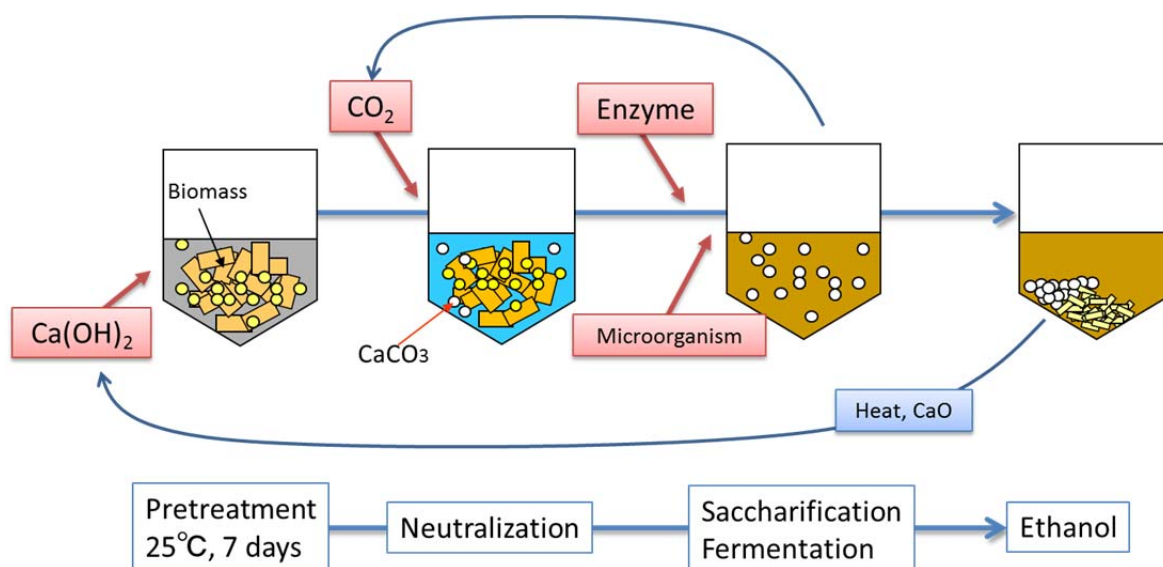 CO₂
Enzyme
Biomass
Ca(OH)₂
CaCO₃
Microorganism
Heat, CaO
Pretreatment
25℃, 7 days
Neutralization
Saccharification
Fermentation
Ethanol